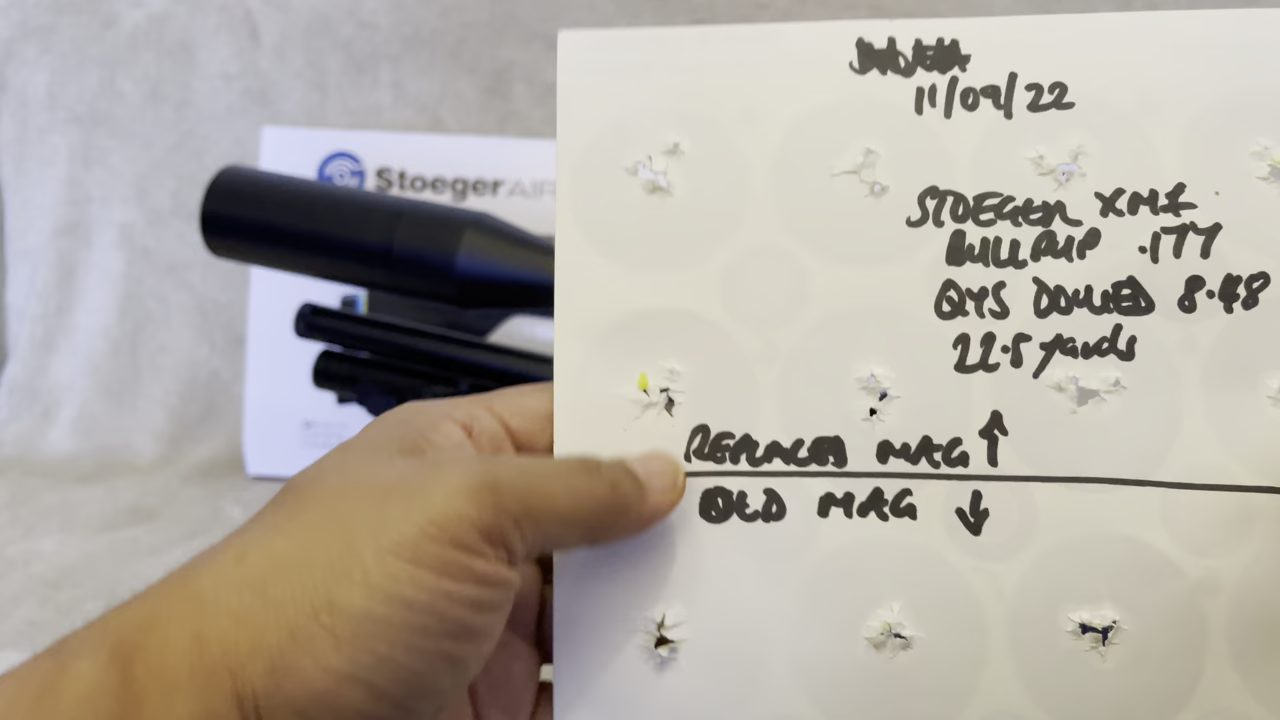 Stoeger AIR
11/09/22
STOEGER XM1
BULLPUP .177
QYS DOMED 8.48
22.5 yards
REPLACED MAG ↑
OLD MAG ↓